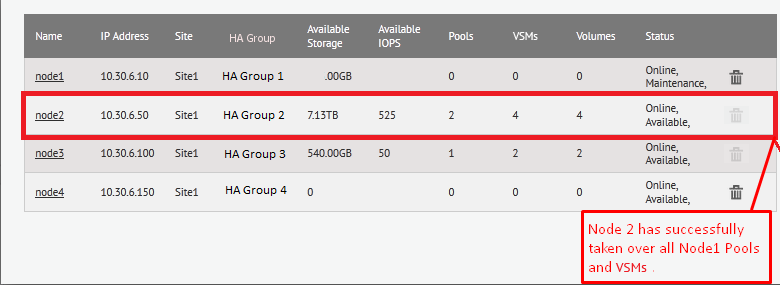 Name IP Address Site HA Group Available Storage Available IOPS Pools VSMs Volumes Status
node1 10.30.6.10 Site1 HA Group 1 .00GB 0 0 0 Online, Maintenance,
node2 10.30.6.50 Site1 HA Group 2 7.13TB 525 2 4 4 Online, Available,
node3 10.30.6.100 Site1 HA Group 3 540.00GB 50 1 2 2 Online, Available,
node4 10.30.6.150 Site1 HA Group 4 0 0 0 0 Online, Available,
Node 2 has successfully
taken over all Node1 Pools
and VSMs .